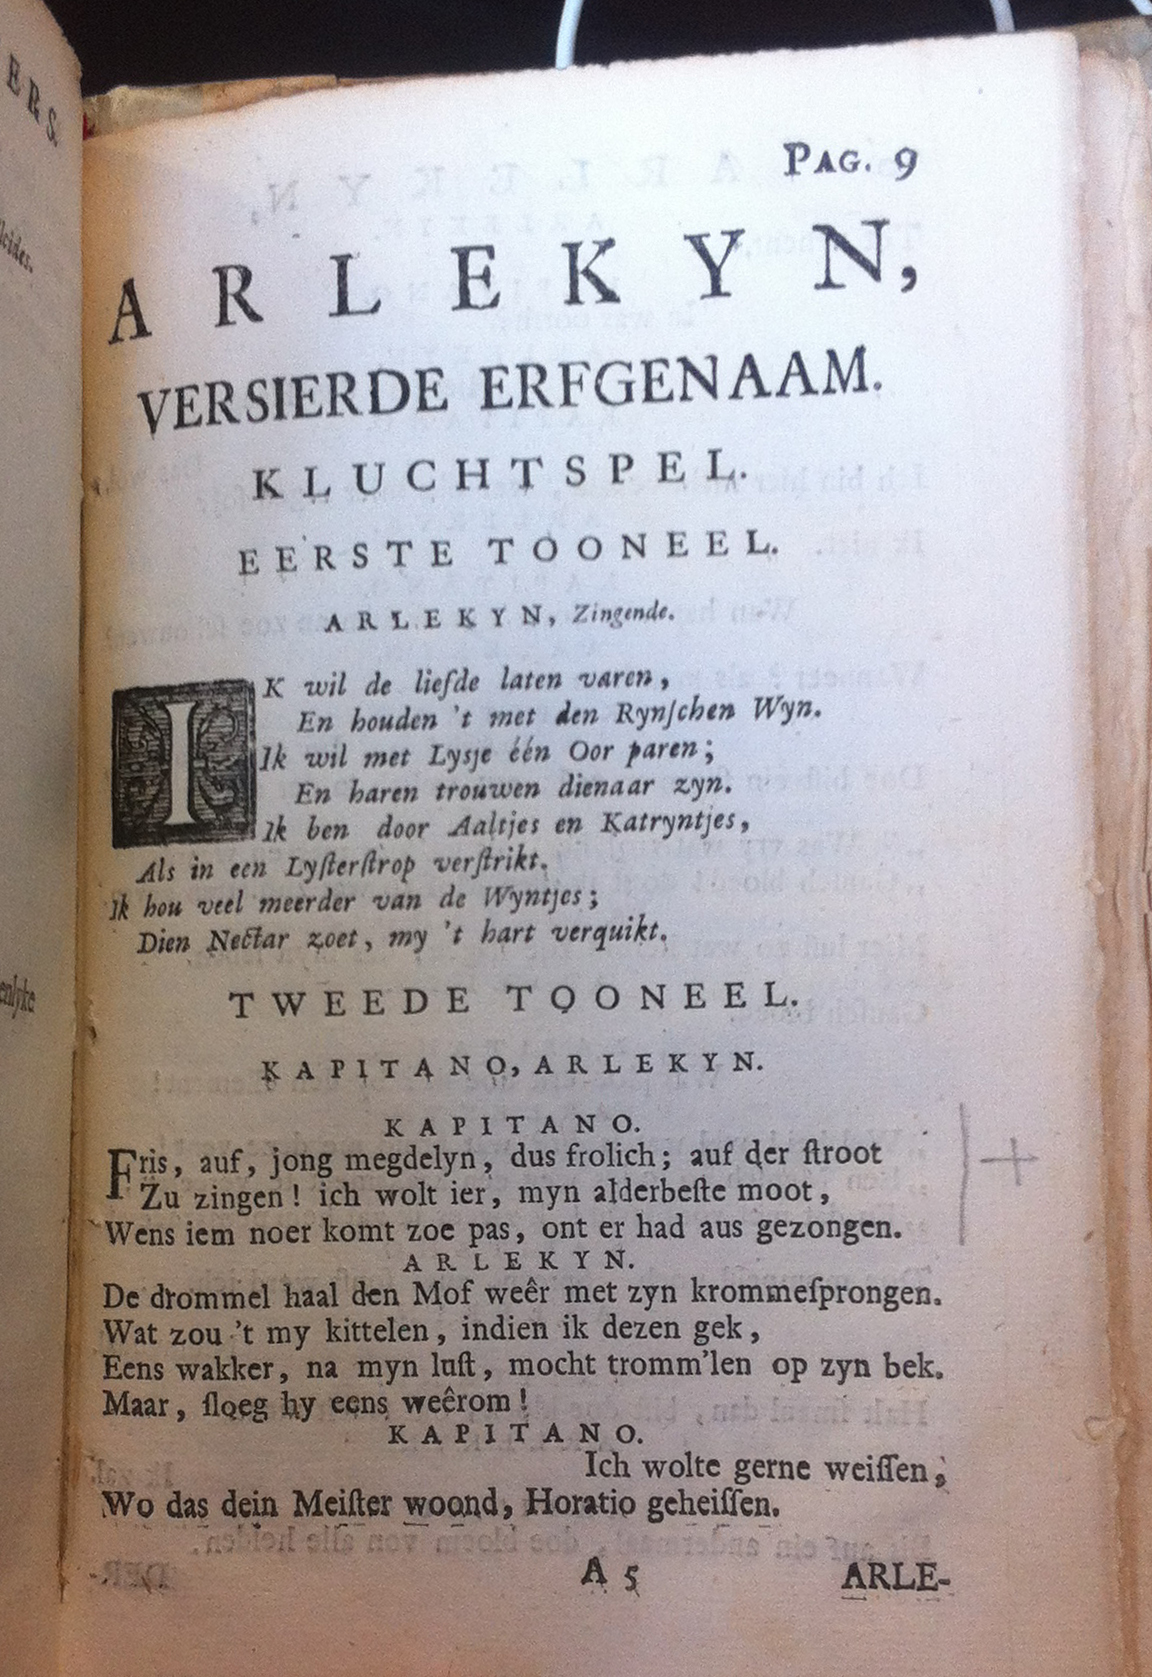 ERS.
PAG. 9
ARLEKYN,
VERSIERDE ERFGENAAM.
KLUCHTSPEL.
EERSTE TOONEEL.
ARLEKYN, Zingende.
IK wil de liefde laten varen,
En houden 't met den Rynſchen Wyn.
Ik wil met Lysje één Oor paren;
En haren trouwen dienaar zyn.
Ik ben door Aaltjes en Katryntjes,
Als in een Lyſterſtrop verſtrikt.
Ik hou veel meerder van de Wyntjes;
Dien Nectar zoet, my 't hart verquikt.
TWEEDE TOONEEL.
KAPITANO, ARLEKYN.
KAPITANO.
Fris, auf, jong megdelyn, dus frolich; auf der ſtroot
Zu zingen! ich wolt ier, myn alderbeſte moot,
Wens iem noer komt zoe pas, ont er had aus gezongen.
ARLEKYN.
De drommel haal den Mof weêr met zyn krommeſprongen.
Wat zou 't my kittelen, indien ik dezen gek,
Eens wakker, na myn luſt, mocht tromm'len op zyn bek.
Maar, ſloeg hy eens weêrom!
KAPITANO.
Ich wolte gerne weiſſen,
Wo das dein Meiſter woond, Horatio geheiſſen.
A 5
ARLE-